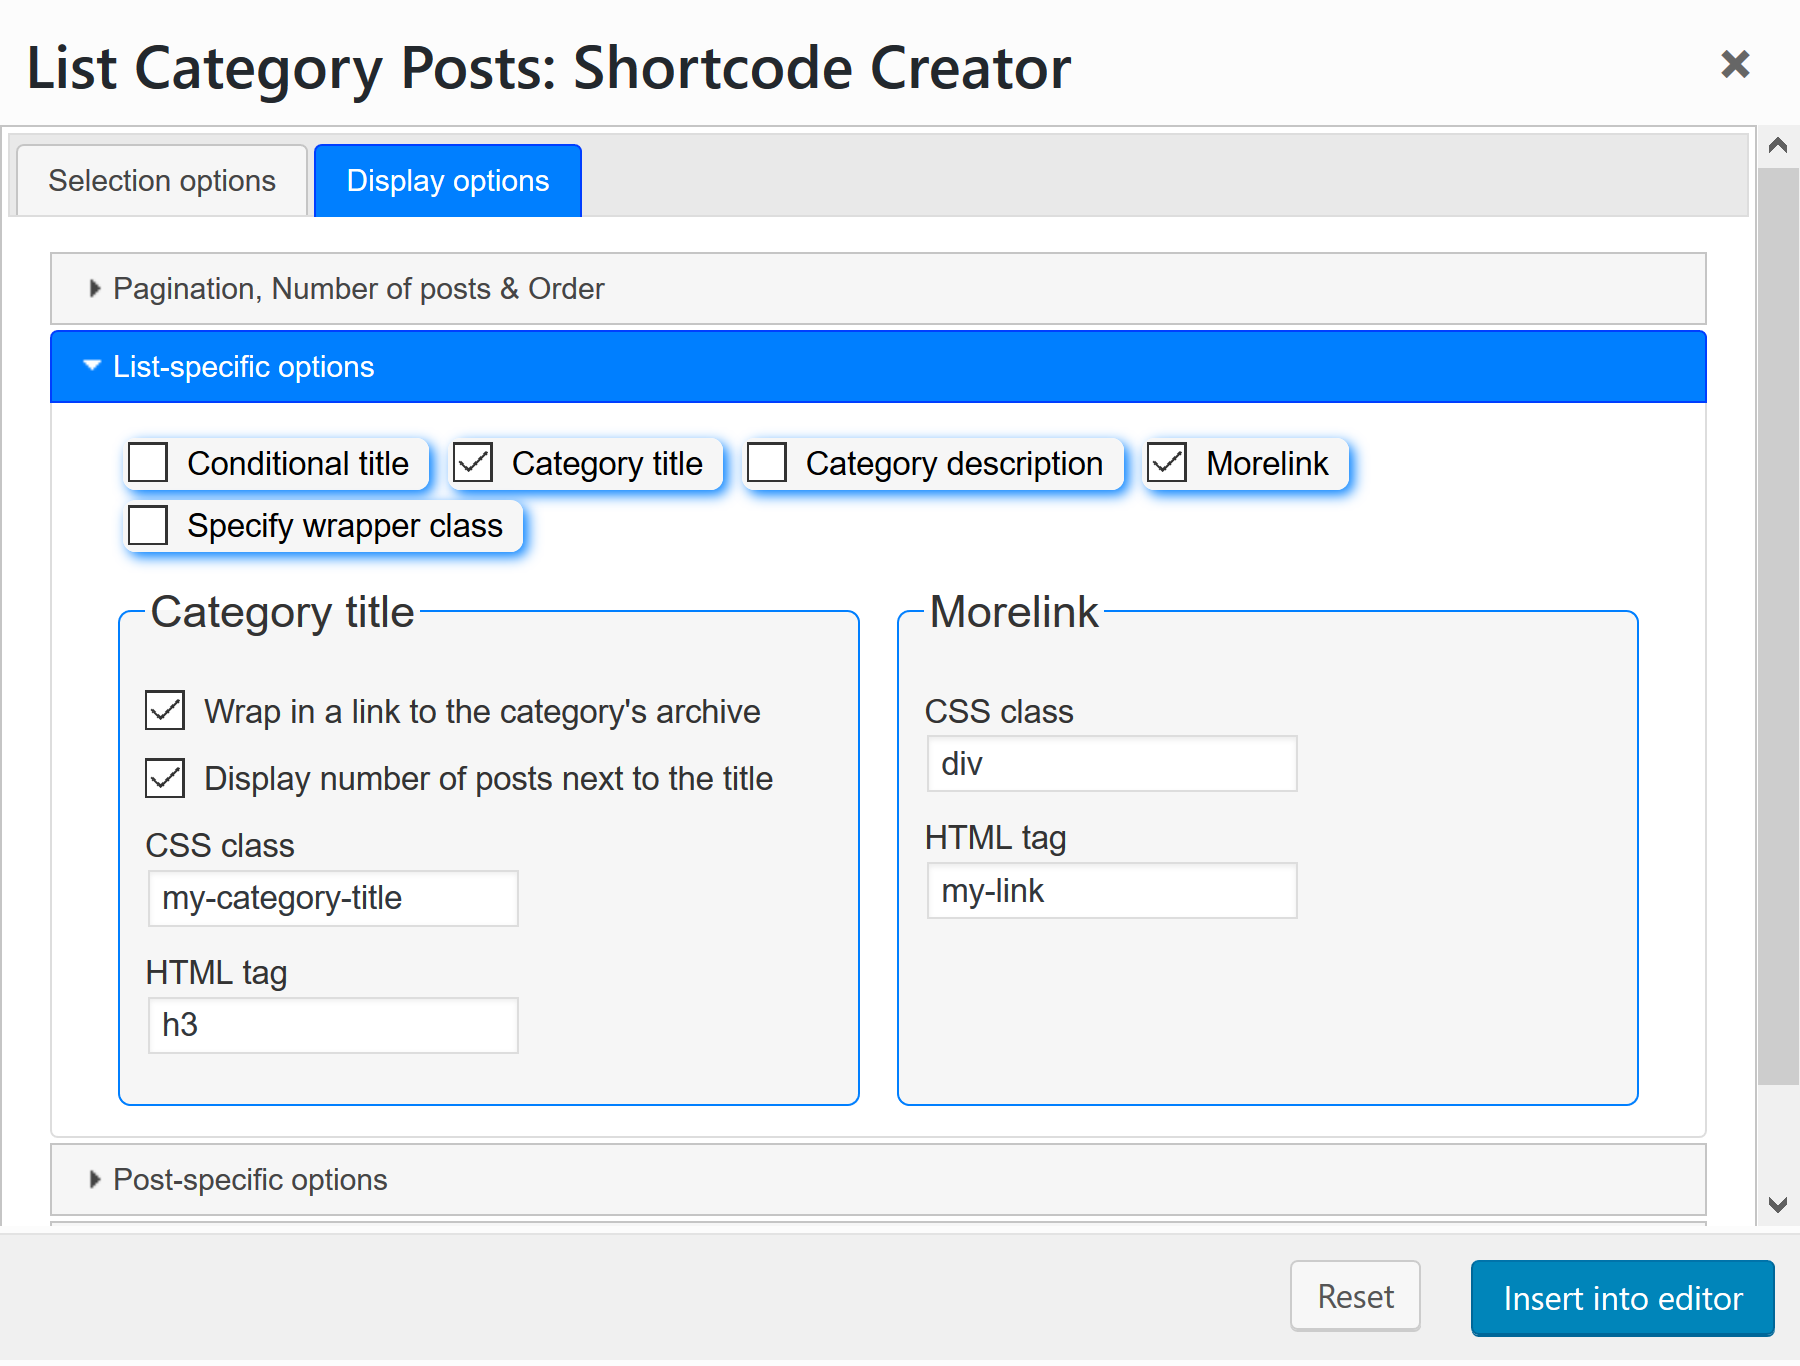 List Category Posts: Shortcode Creator
Selection options
Display options
Pagination, Number of posts & Order
List-specific options
Conditional title
Category title
Category description
Morelink
Specify wrapper class
Category title
Wrap in a link to the category's archive
Display number of posts next to the title
CSS class
my-category-title
HTML tag
h3
Morelink
CSS class
div
HTML tag
my-link
Post-specific options
Reset
Insert into editor